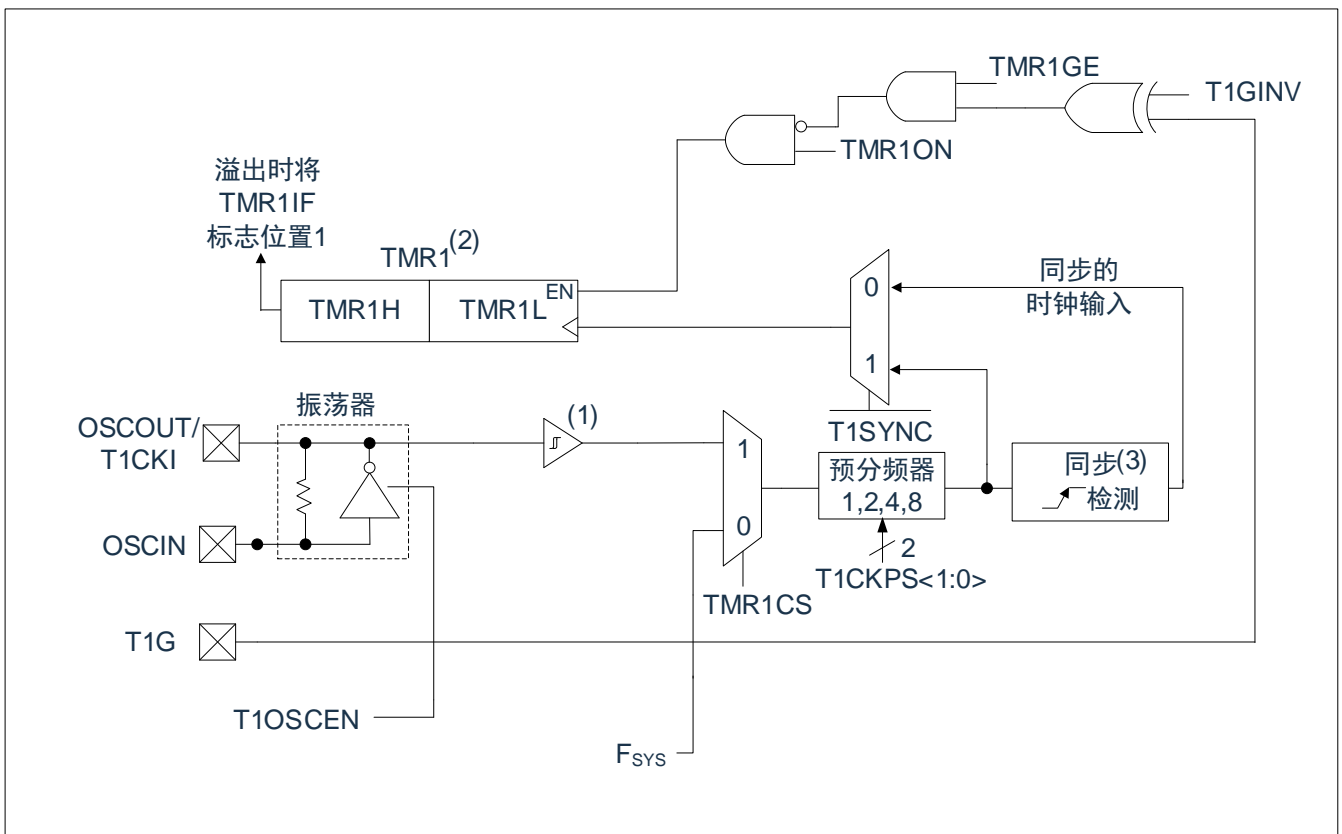 TMR1GE
T1GINV
TMR1ON
溢出时将
TMR1IF
标志位置1
TMR1(2)
TMR1H
TMR1L
EN
0
1
同步的
时钟输入
T1SYNC
振荡器
OSCOUT/
T1CKI
(1)
1
0
TMR1CS
预分频器
1,2,4,8
2
T1CKPS<1:0>
同步(3)
检测
OSCIN
T1G
T1OSCEN
FSYS